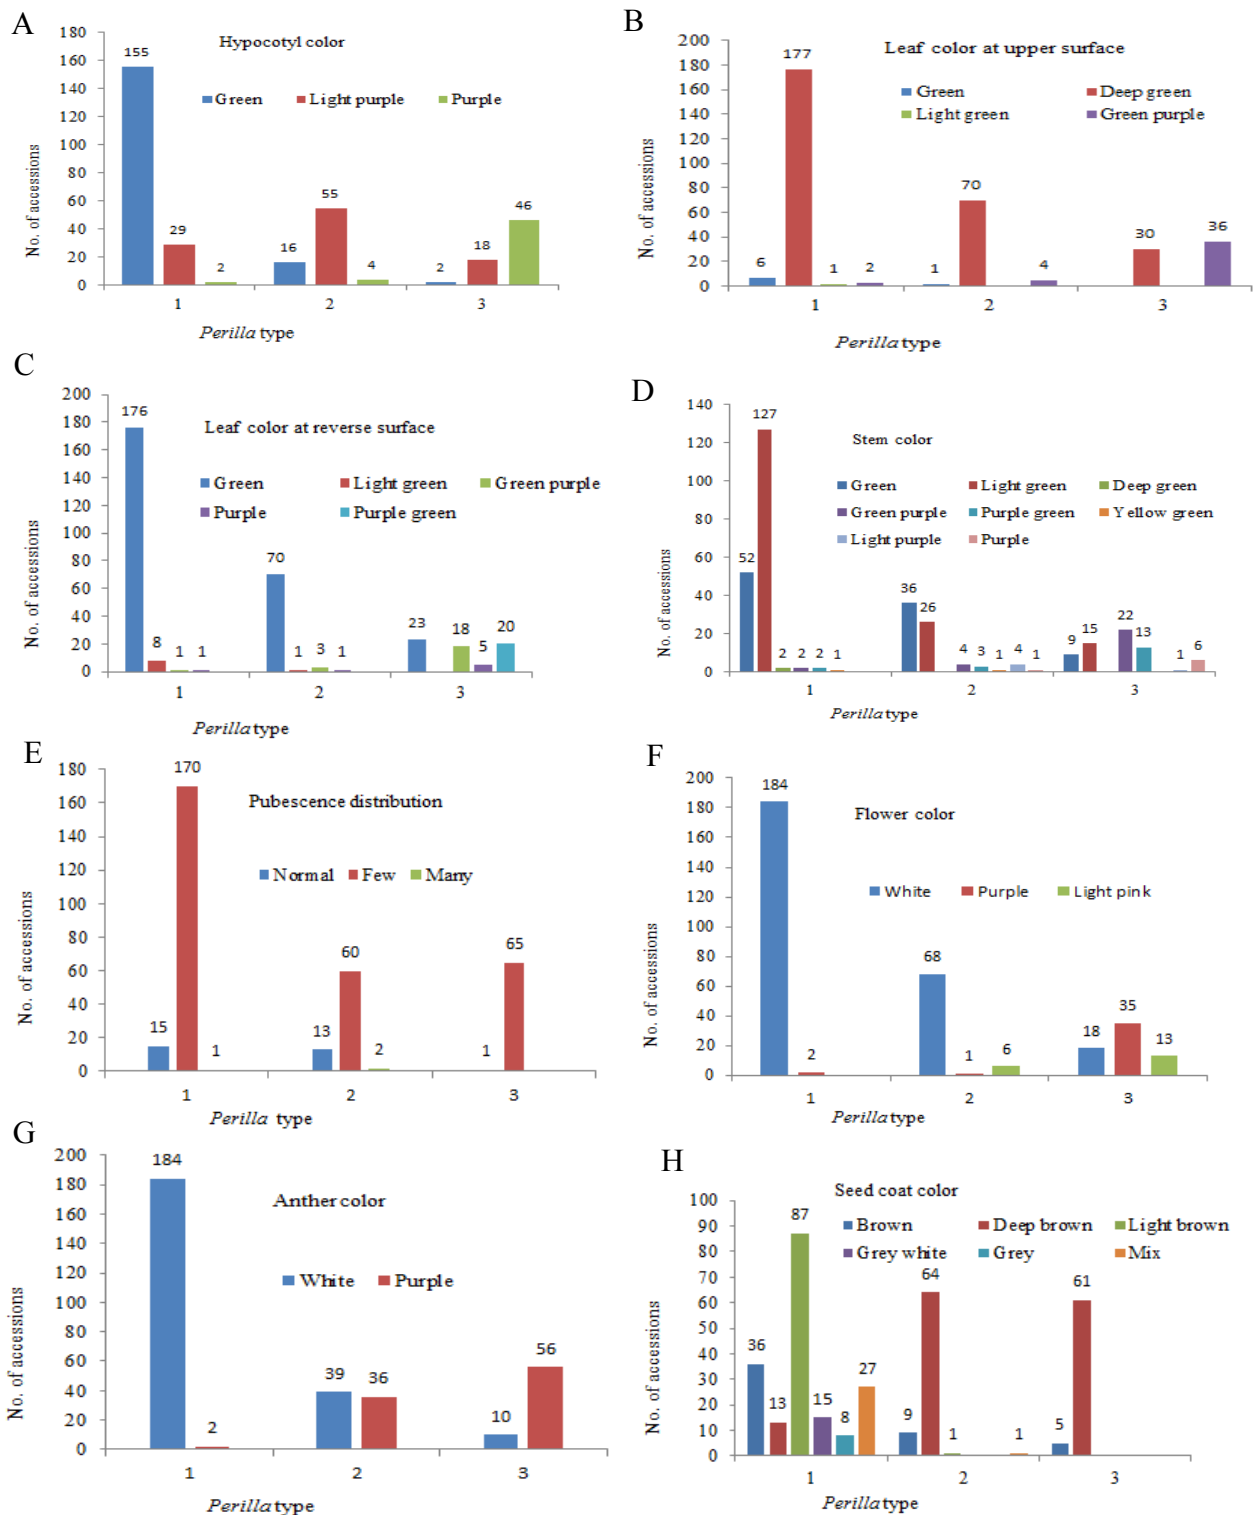 A
Hypocotyl color
Green Light purple Purple
No. of accessions
180
160
140
120
100
80
60
40
20
0
155 29 2 16 55 4 2 18 46
1 2 3
Perilla type
B
Leaf color at upper surface
Green Deep green
Light green Green purple
No. of accessions
200
180
160
140
120
100
80
60
40
20
0
6 177 1 2 1 70 4 30 36
1 2 3
Perilla type
C
Leaf color at reverse surface
Green Light green Green purple
Purple Purple green
No. of accessions
200
180
160
140
120
100
80
60
40
20
0
176 8 1 1 70 1 3 1 23 18 5 20
1 2 3
Perilla type
D
Stem color
Green Light green Deep green
Green purple Purple green Yellow green
Light purple Purple
No. of accessions
140
120
100
80
60
40
20
0
52 127 2 2 2 1 36 26 4 3 1 4 1 9 15 22 13 1 6
1 2 3
Perilla type
E
Pubescence distribution
Normal Few Many
No. of accessions
180
160
140
120
100
80
60
40
20
0
15 170 1 13 60 2 1 65
1 2 3
Perilla type
F
Flower color
White Purple Light pink
No. of accessions
200
180
160
140
120
100
80
60
40
20
0
184 2 68 1 6 18 35 13
1 2 3
Perilla type
G
Anther color
White Purple
No. of accessions
200
180
160
140
120
100
80
60
40
20
0
184 2 39 36 10 56
1 2 3
Perilla type
H
Seed coat color
Brown Deep brown Light brown
Grey white Grey Mix
No. of accessions
100
90
80
70
60
50
40
30
20
10
0
36 13 87 15 8 27 9 64 1 1 5 61
1 2 3
Perilla type